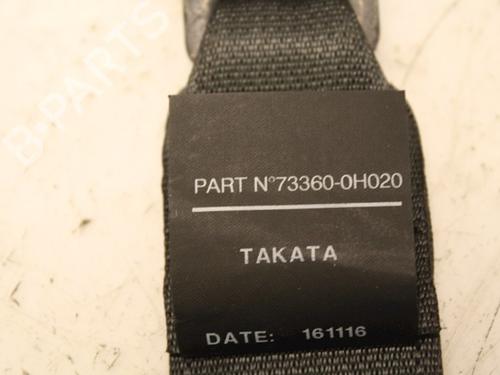 B-PARTS
PART N°73360-0H020
TAKATA
DATE: 161116